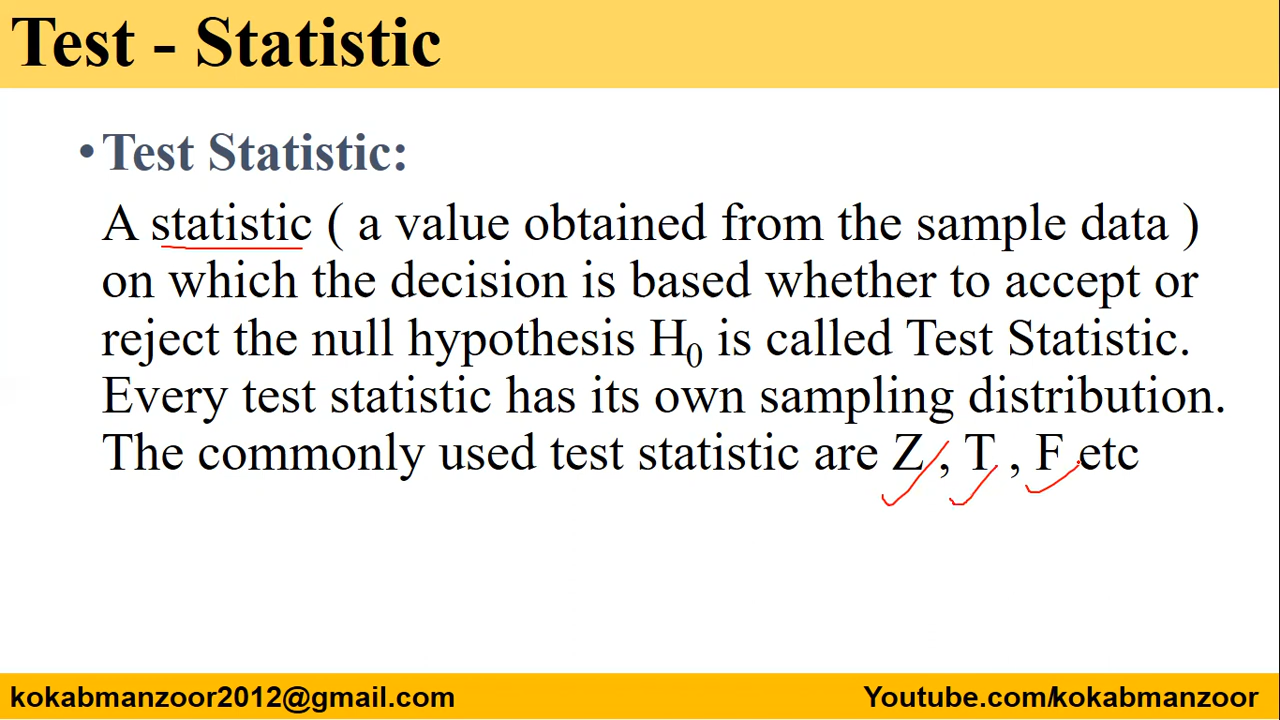 Test - Statistic
•Test Statistic:
A statistic ( a value obtained from the sample data )
on which the decision is based whether to accept or
reject the null hypothesis H₀ is called Test Statistic.
Every test statistic has its own sampling distribution.
The commonly used test statistic are Z , T , F etc
kokabmanzoor2012@gmail.com
Youtube.com/kokabmanzoor